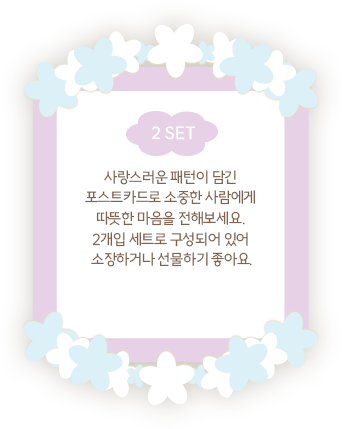 2 SET
사랑스러운 패턴이 담긴
포스트카드로 소중한 사람에게
따뜻한 마음을 전해보세요.
2개입 세트로 구성되어 있어
소장하거나 선물하기 좋아요.